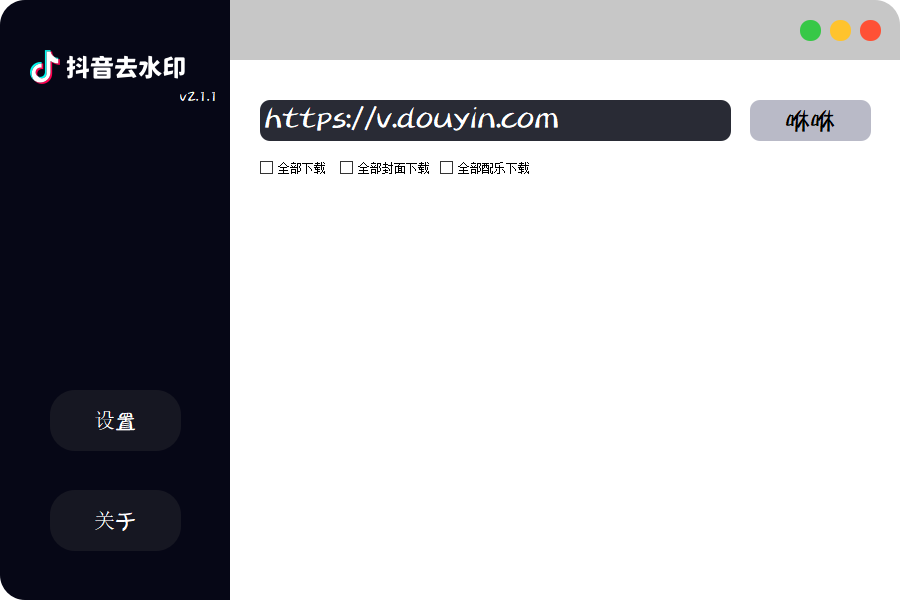 抖音去水印
v2.1.1
https://v.douyin.com
咻咻
全部下载
全部封面下载
全部配乐下载
设置
关于